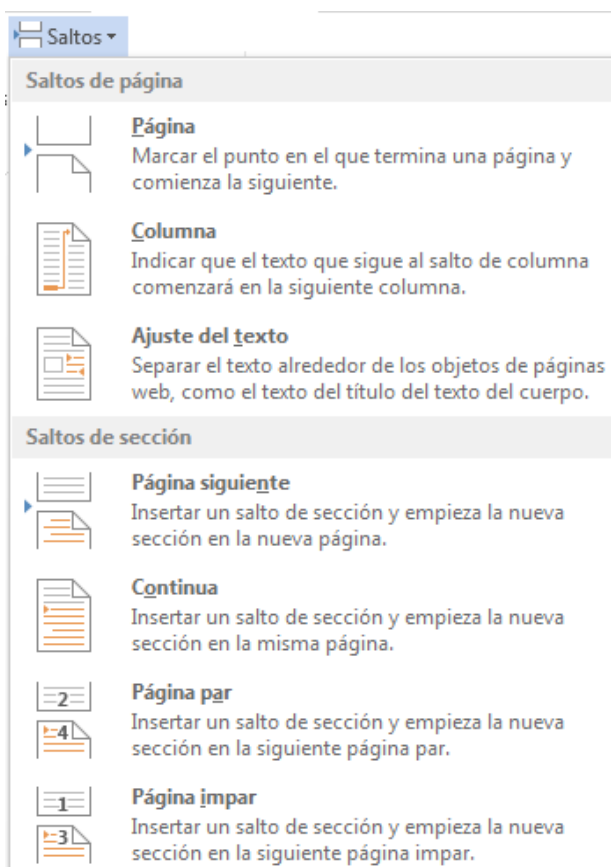 Saltos
Saltos de página
Página
Marcar el punto en el que termina una página y
comienza la siguiente.
Columna
Indicar que el texto que sigue al salto de columna
comenzará en la siguiente columna.
Ajuste del texto
Separar el texto alrededor de los objetos de páginas
web, como el texto del título del texto del cuerpo.
Saltos de sección
Página siguiente
Insertar un salto de sección y empieza la nueva
sección en la nueva página.
Continua
Insertar un salto de sección y empieza la nueva
sección en la misma página.
2
Página par
4
Insertar un salto de sección y empieza la nueva
sección en la siguiente página par.
1
Página impar
3
Insertar un salto de sección y empieza la nueva
sección en la siguiente página impar.